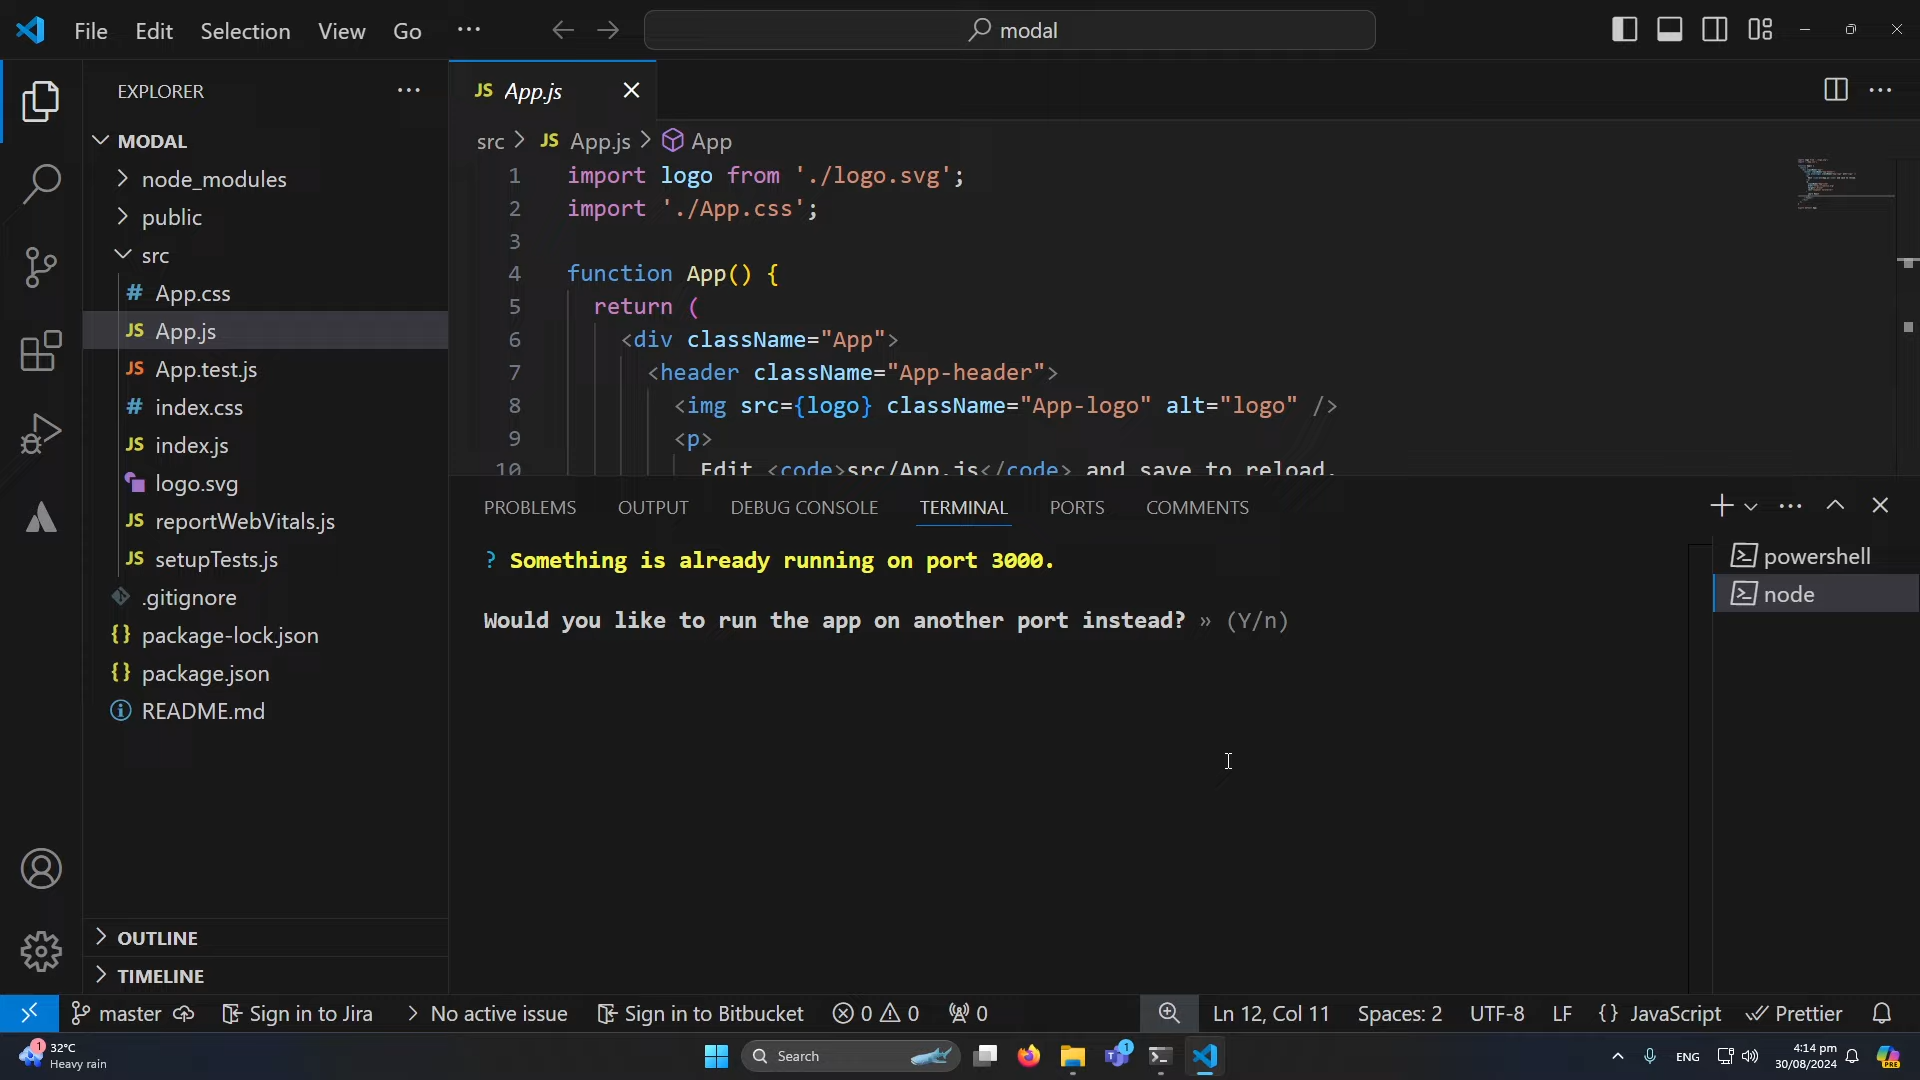 File Edit Selection View Go ···
modal
EXPLORER ···
MODAL
node_modules
public
src
# App.css
JS App.js
JS App.test.js
# index.css
JS index.js
logo.svg
JS reportWebVitals.js
JS setupTests.js
.gitignore
{} package-lock.json
{} package.json
README.md
OUTLINE
TIMELINE
JS App.js
src > JS App.js > App
1 import logo from './logo.svg';
2 import './App.css';
3
4 function App() {
5 return (
6 <div className="App">
7 <header className="App-header">
8 <img src={logo} className="App-logo" alt="logo" />
9 <p>
10 Edit <code>src/App.js</code> and save to reload.
PROBLEMS OUTPUT DEBUG CONSOLE TERMINAL PORTS COMMENTS
? Something is already running on port 3000.
Would you like to run the app on another port instead? » (Y/n)
powershell
node
master Sign in to Jira > No active issue Sign in to Bitbucket 0 0 0 Ln 12, Col 11 Spaces: 2 UTF-8 LF {} JavaScript Prettier
1 32°C
Heavy rain
Search
1
ENG
4:14 pm
30/08/2024
PRE